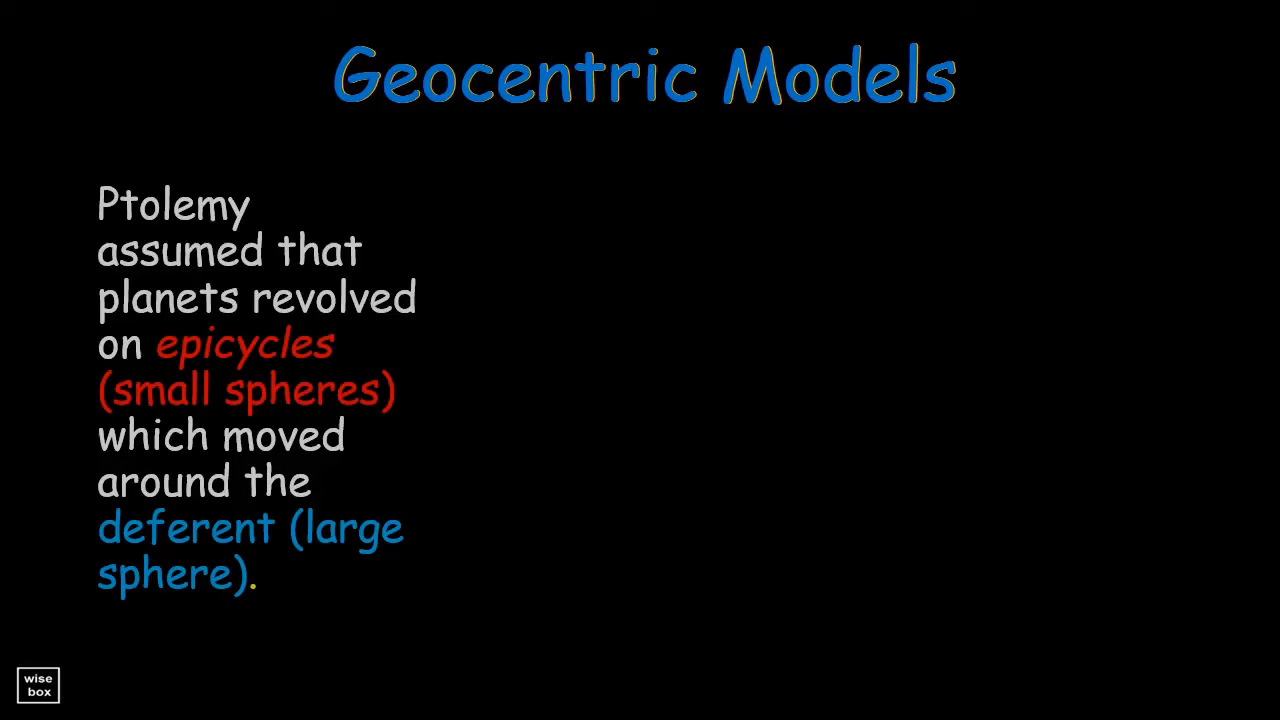 Geocentric Models
Ptolemy
assumed that
planets revolved
on epicycles
(small spheres)
which moved
around the
deferent (large
sphere).
wise
box